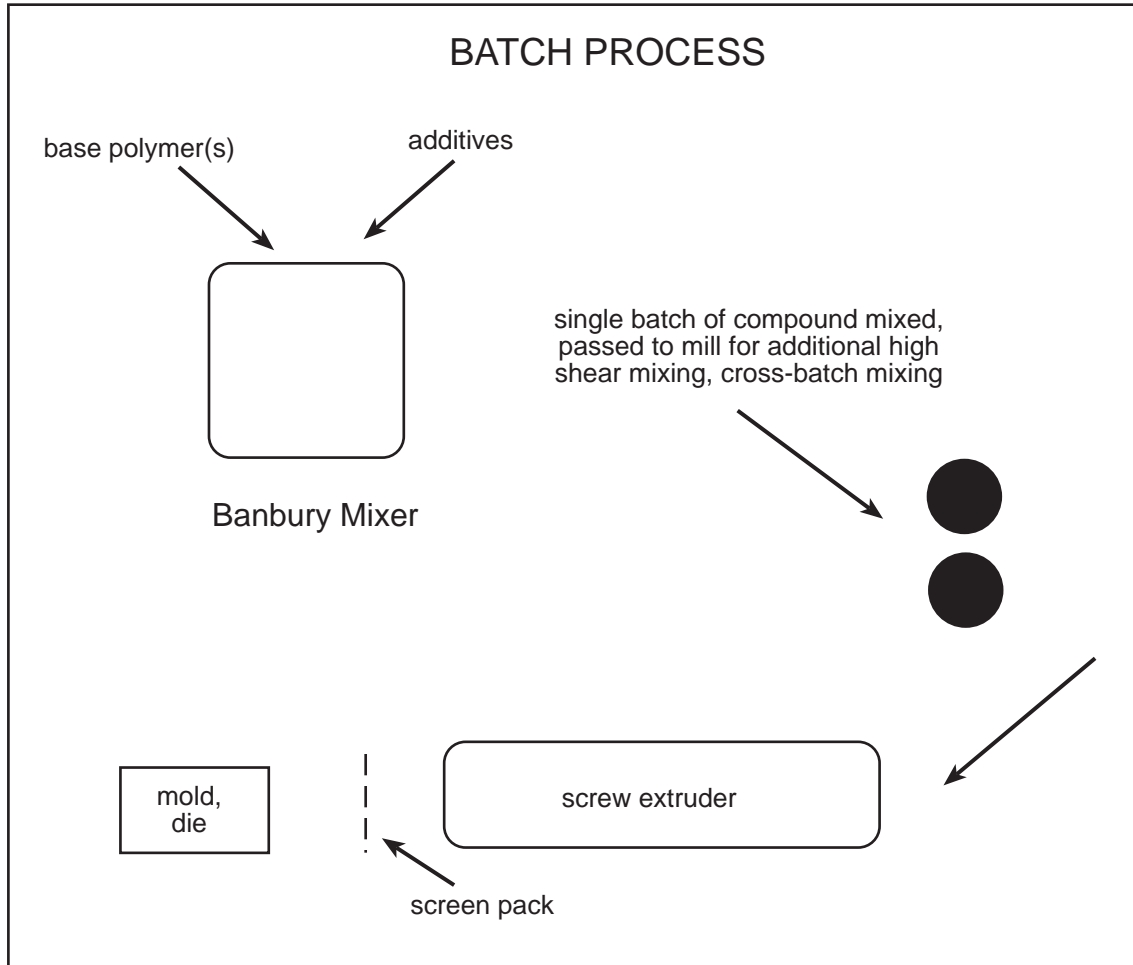 BATCH PROCESS
base polymer(s)
additives
single batch of compound mixed,
passed to mill for additional high
shear mixing, cross-batch mixing
Banbury Mixer
mold,
die
screw extruder
screen pack